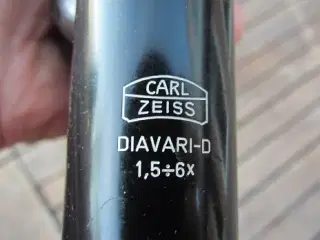 CARL
ZEISS
DIAVARI-D
1,5÷6x